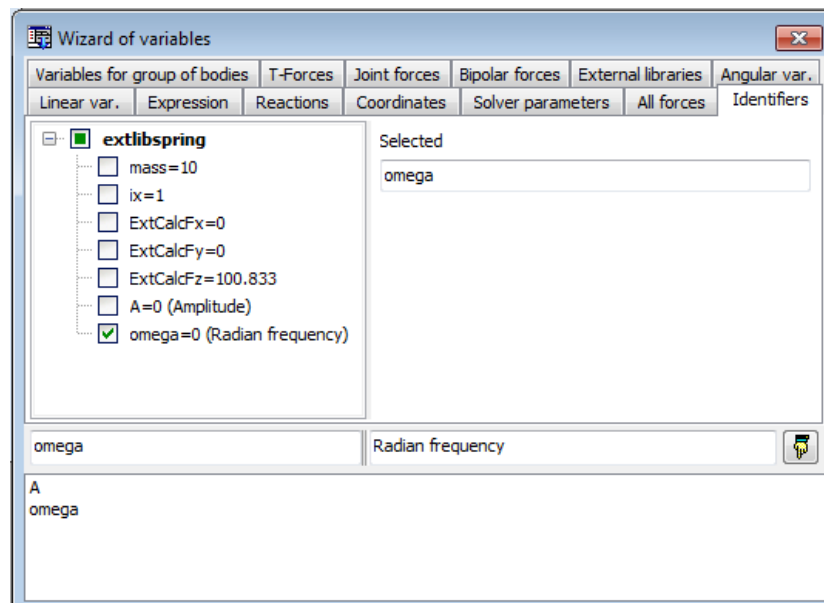 Wizard of variables
Variables for group of bodies T-Forces Joint forces Bipolar forces External libraries Angular var.
Linear var. Expression Reactions Coordinates Solver parameters All forces Identifiers
extlibspring
mass=10
ix=1
ExtCalcFx=0
ExtCalcFy=0
ExtCalcFz=100.833
A=0 (Amplitude)
omega=0 (Radian frequency)
Selected
omega
omega Radian frequency
A
omega